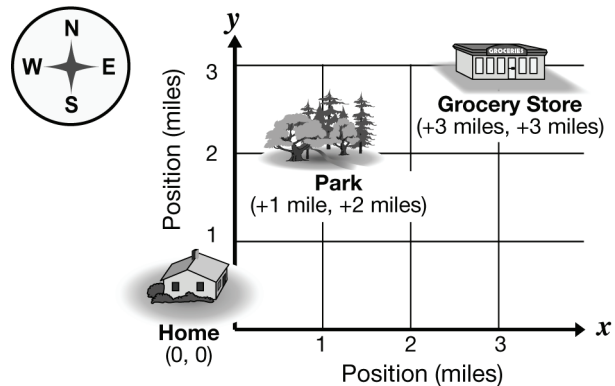 N
W
E
S
y
Position (miles)
3
2
1
GROCERIES
Grocery Store
(+3 miles, +3 miles)
Park
(+1 mile, +2 miles)
Home
(0, 0)
1
2
3
x
Position (miles)